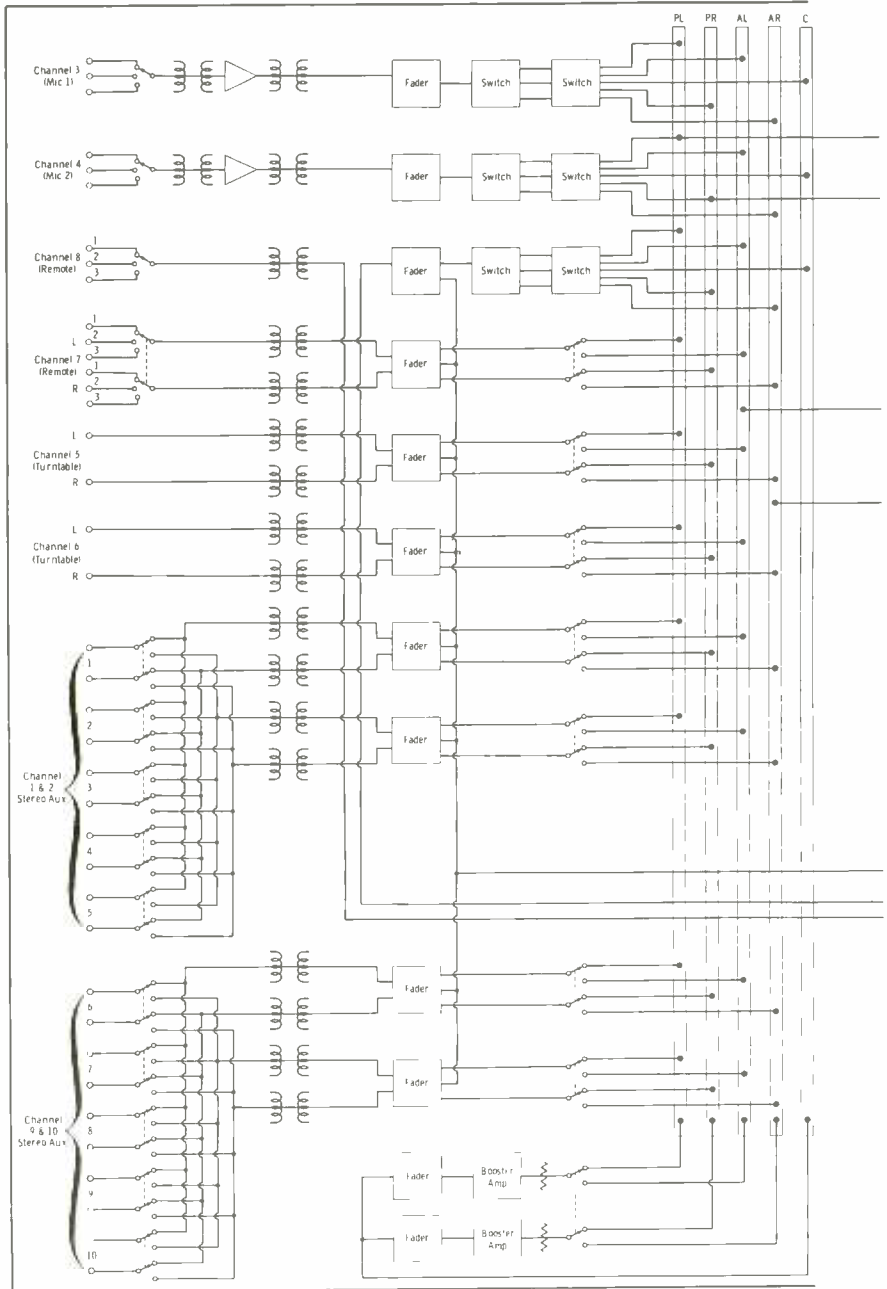 PL PR AL AR C
Channel 3
(Mic 1)
Fader
Switch
Switch
Channel 4
(Mic 2)
Fader
Switch
Switch
1
2
3
Channel 8
(Remote)
Fader
Switch
Switch
1
2
3
L
Channel 7
(Remote)
1
2
3
R
Fader
L
Channel 5
(Turntable)
R
Fader
L
Channel 6
(Turntable)
R
Fader
Fader
Fader
1
2
3
4
5
Channel
1 & 2
Stereo Aux
Fader
Fader
6
7
8
9
10
Channel
9 & 10
Stereo Aux
Fader
Booster
Amp
Fader
Booster
Amp